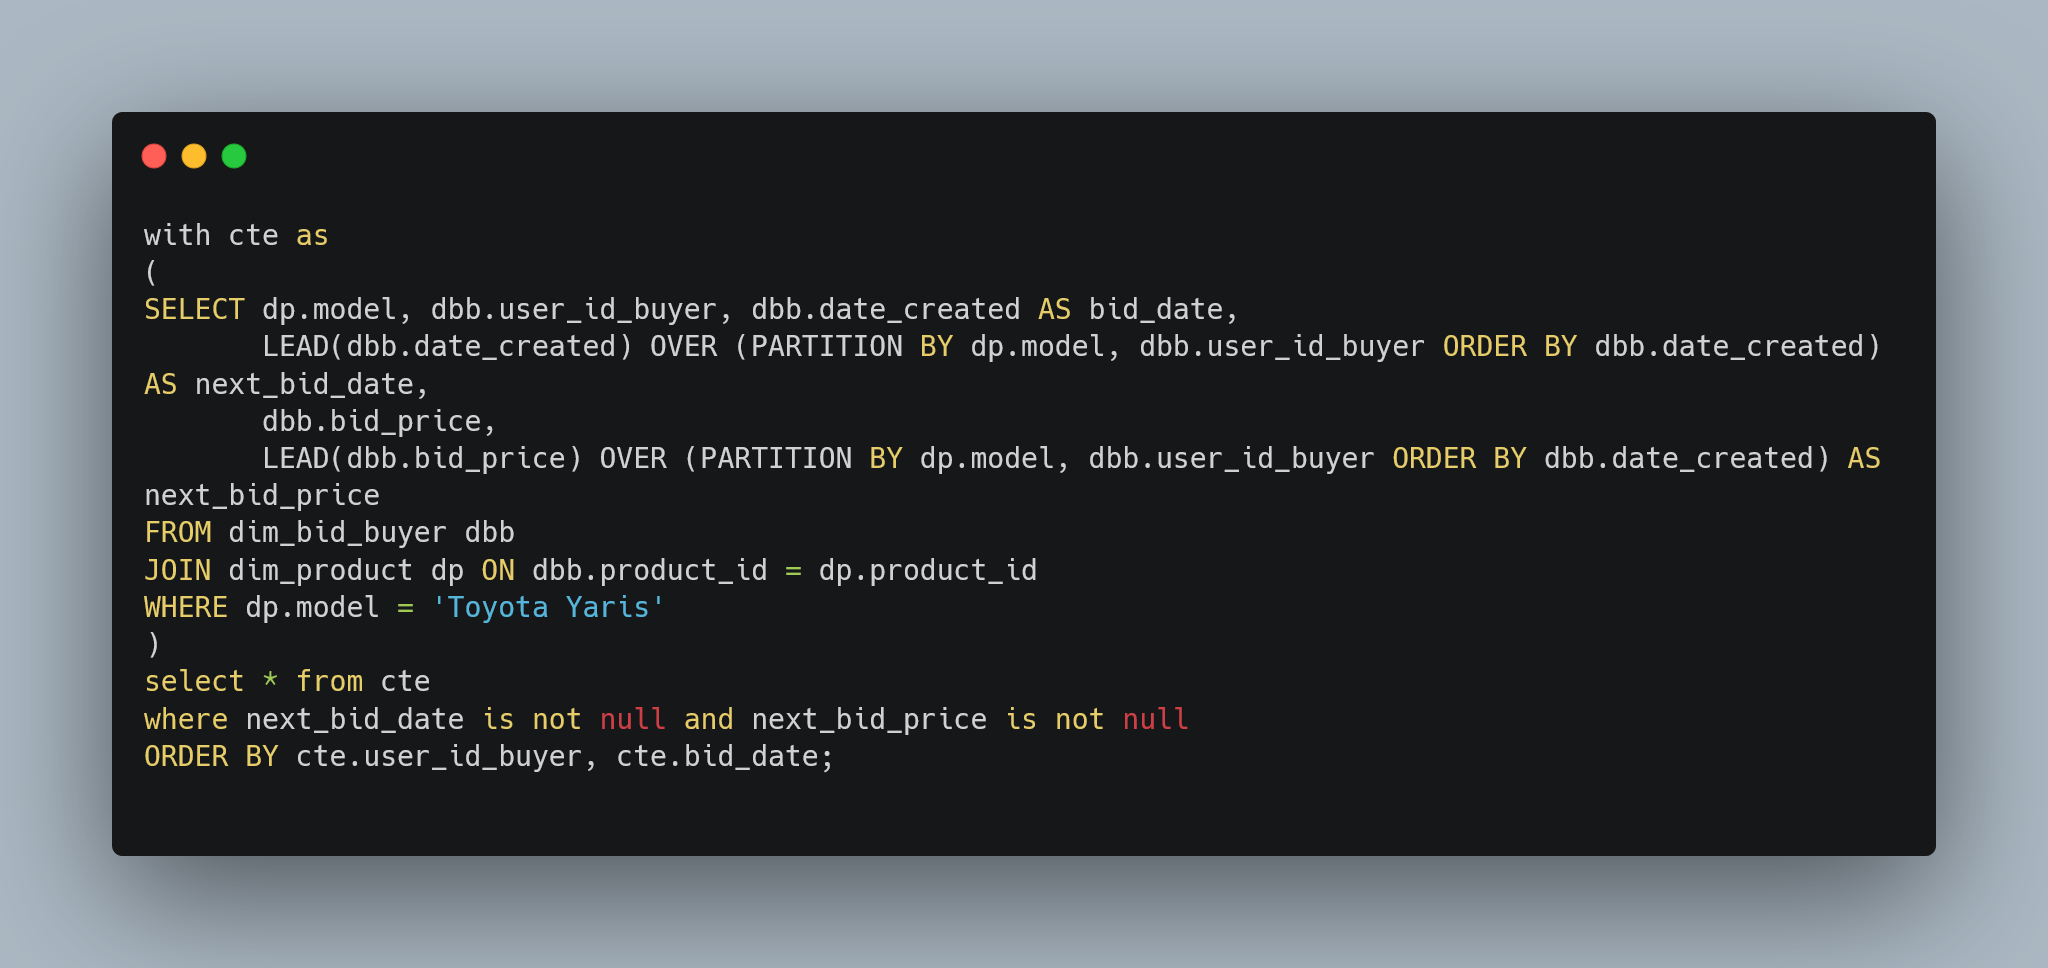 with cte as
(
SELECT dp.model, dbb.user_id_buyer, dbb.date_created AS bid_date,
       LEAD(dbb.date_created) OVER (PARTITION BY dp.model, dbb.user_id_buyer ORDER BY dbb.date_created)
AS next_bid_date,
       dbb.bid_price,
       LEAD(dbb.bid_price) OVER (PARTITION BY dp.model, dbb.user_id_buyer ORDER BY dbb.date_created) AS
next_bid_price
FROM dim_bid_buyer dbb
JOIN dim_product dp ON dbb.product_id = dp.product_id
WHERE dp.model = 'Toyota Yaris'
)
select * from cte
where next_bid_date is not null and next_bid_price is not null
ORDER BY cte.user_id_buyer, cte.bid_date;